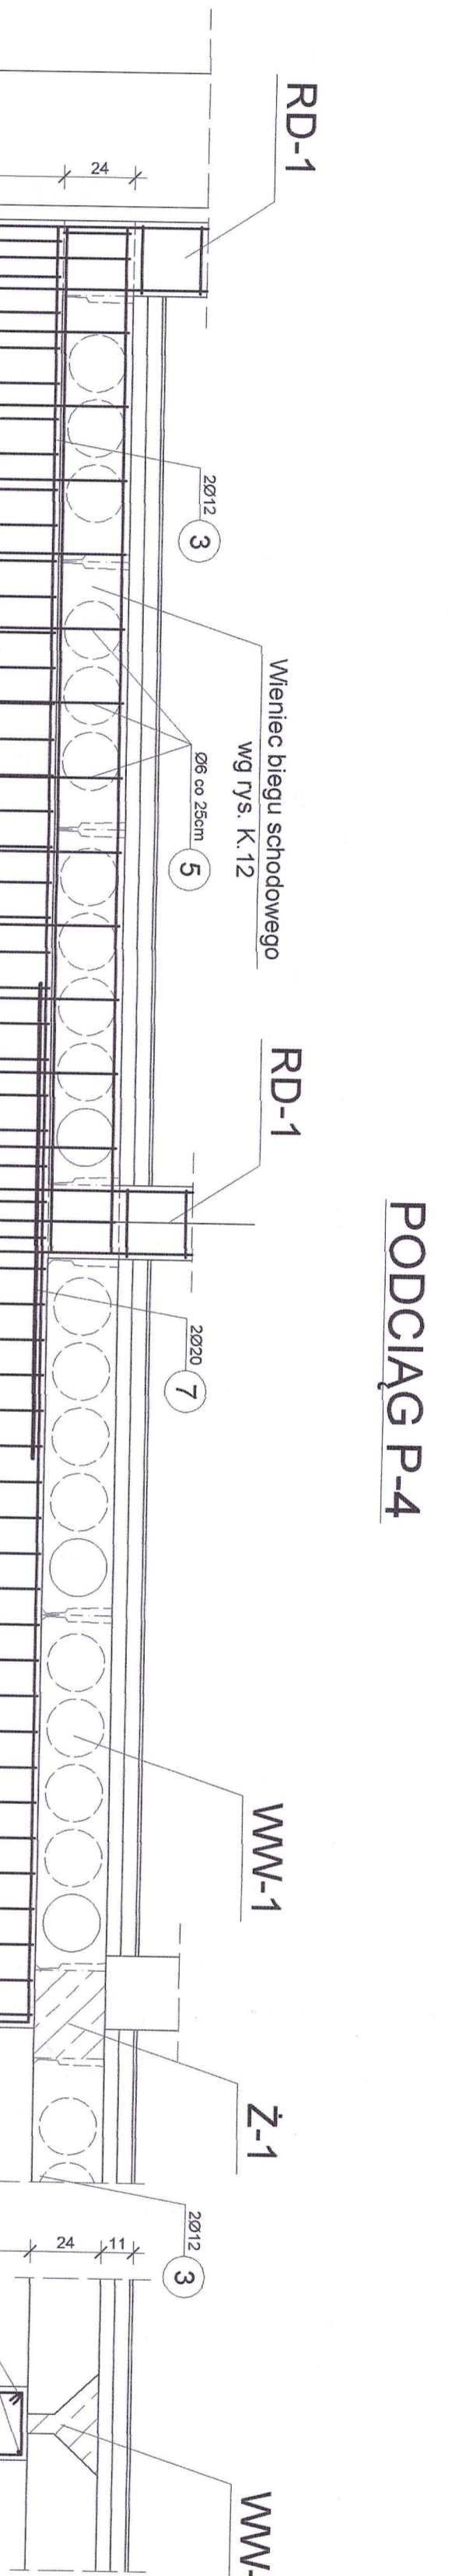 PODCIĄG P-4
RD-1
24
2Ø12
3
Wieniec biegu schodowego
wg rys. K.12
Ø6 co 25cm
5
RD-1
2Ø20
7
WW-1
Ż-1
2Ø12
3
24
11
WW-